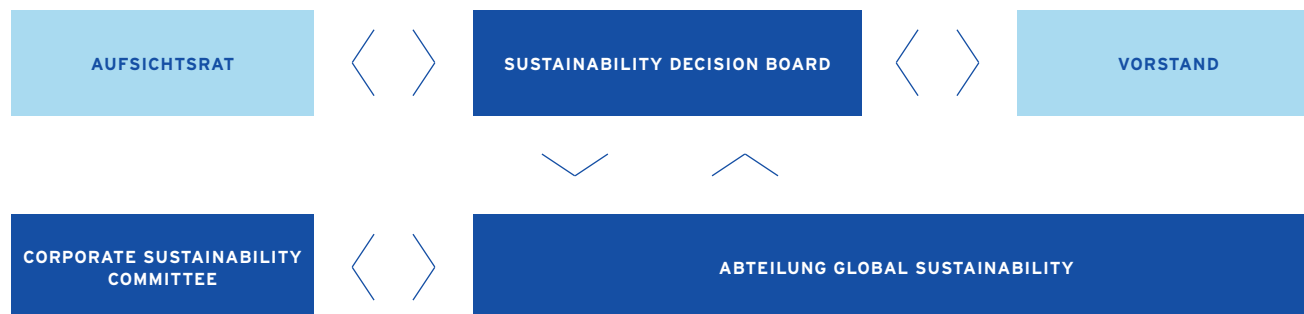 AUFSICHTSRAT
SUSTAINABILITY DECISION BOARD
VORSTAND
CORPORATE SUSTAINABILITY
COMMITTEE
ABTEILUNG GLOBAL SUSTAINABILITY